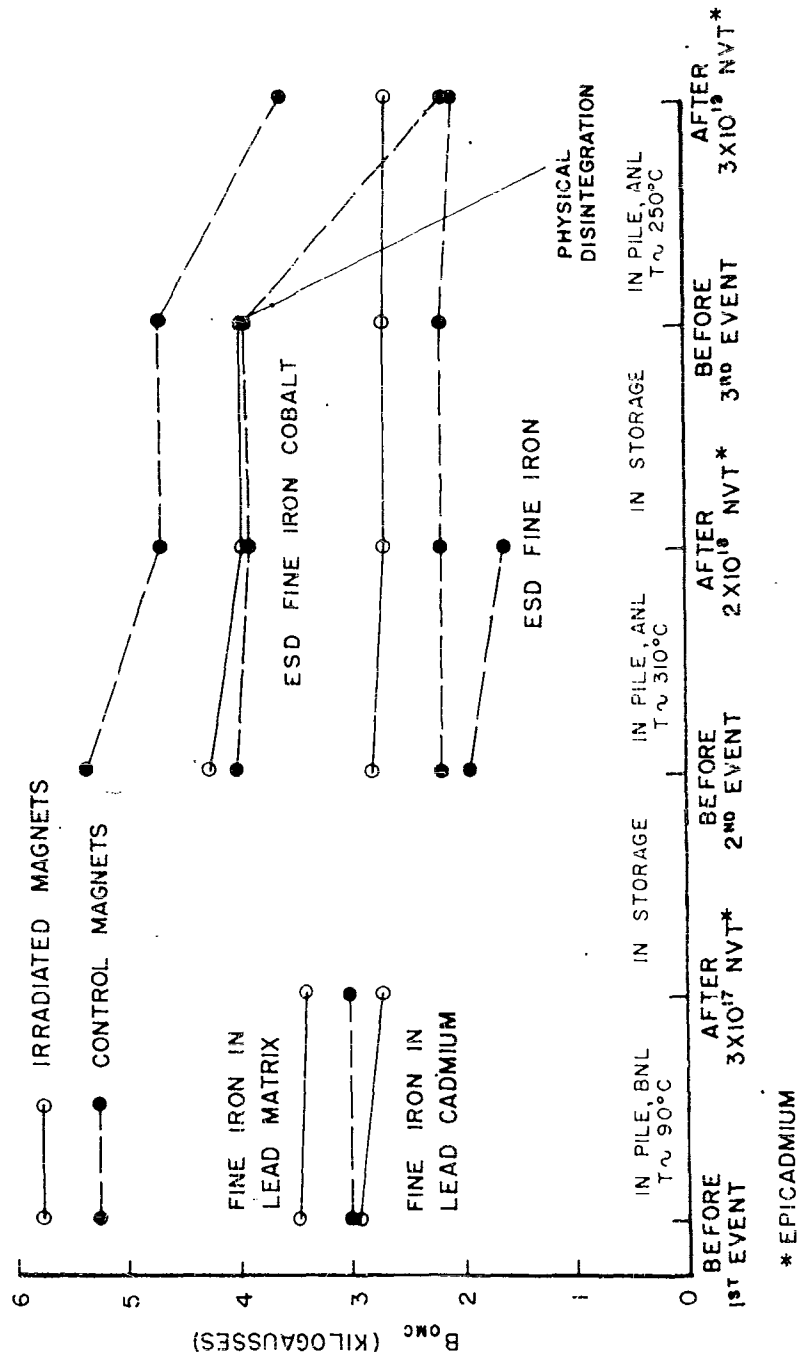 IRRADIATED MAGNETS
CONTROL MAGNETS
B OMC (KILOGAUSSES)
6
5
4
3
2
1
0
FINE IRON IN
LEAD MATRIX
FINE IRON IN
LEAD CADMIUM
ESD FINE IRON COBALT
ESD FINE IRON
PHYSICAL
DISINTEGRATION
IN PILE, BNL
T~90°C
IN STORAGE
IN PILE, ANL
T~310°C
IN STORAGE
IN PILE, ANL
T~250°C
BEFORE
1ST EVENT
AFTER
3X10¹⁷ NVT*
BEFORE
2ND EVENT
AFTER
2X10¹⁸ NVT*
BEFORE
3RD EVENT
AFTER
3X10¹⁹ NVT*
* EPICADMIUM